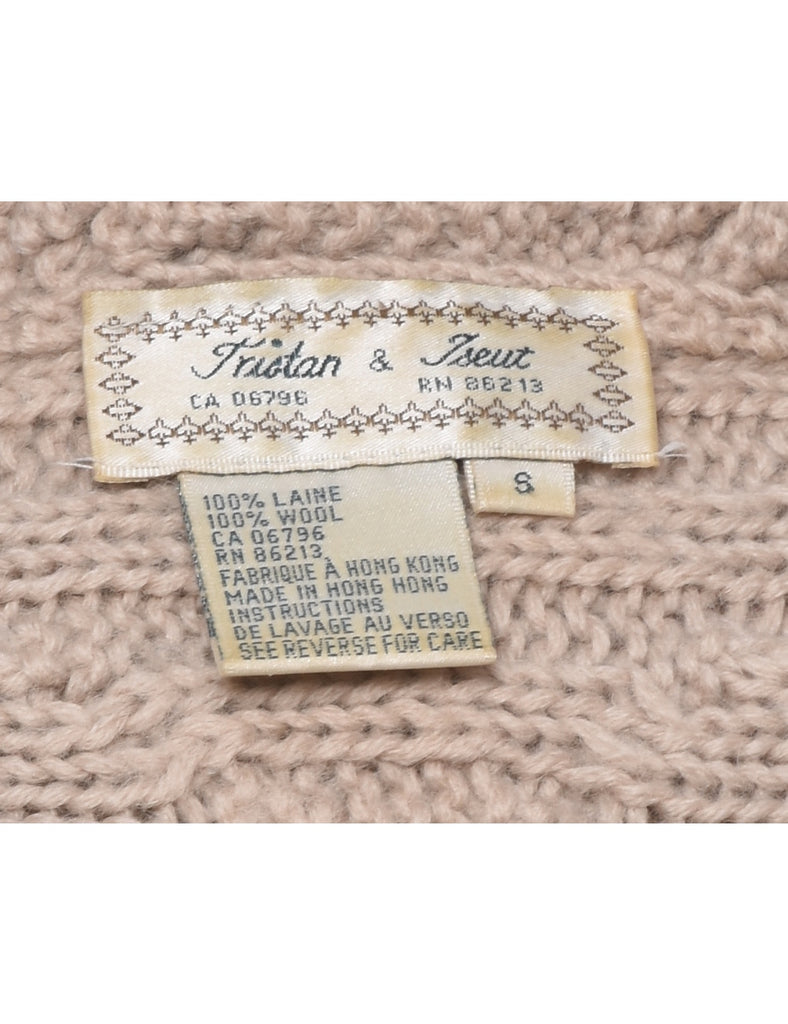 Tristan & Iseut
CA 06796 RN 86213
S
100% LAINE
100% WOOL
CA 06796
RN 86213
FABRIQUE À HONG KONG
MADE IN HONG HONG
INSTRUCTIONS
DE LAVAGE AU VERSO
SEE REVERSE FOR CARE